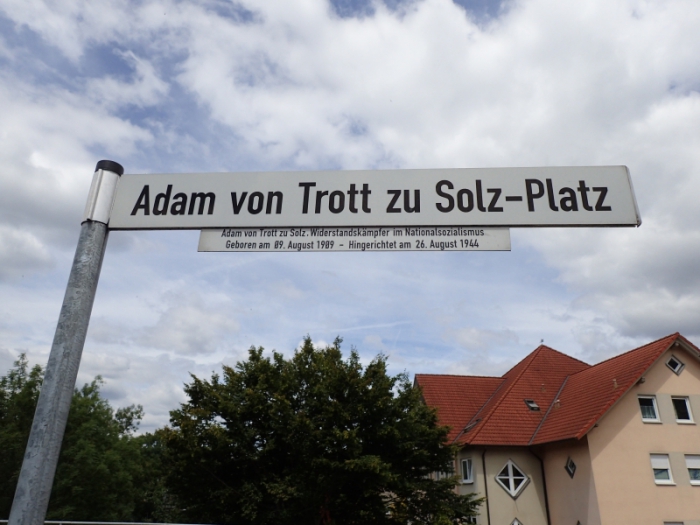 Adam von Trott zu Solz-Platz
Adam von Trott zu Solz. Widerstandskämpfer im Nationalsozialismus
Geboren am 09. August 1909 - Hingerichtet am 26. August 1944